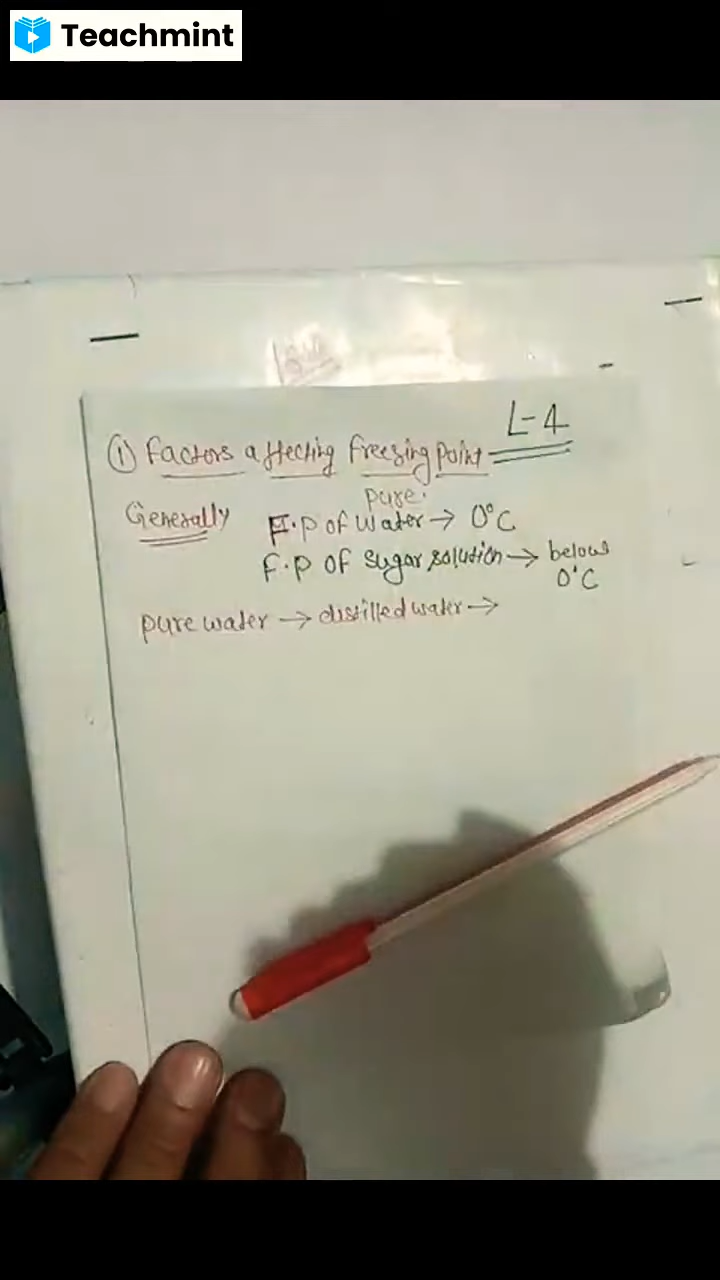 Teachmint
L-4
① Factors affecting Freezing Point
Generally
pure.
F.P of water → 0°C
F.P OF sugar solution → below
0°C
pure water → distilled water →